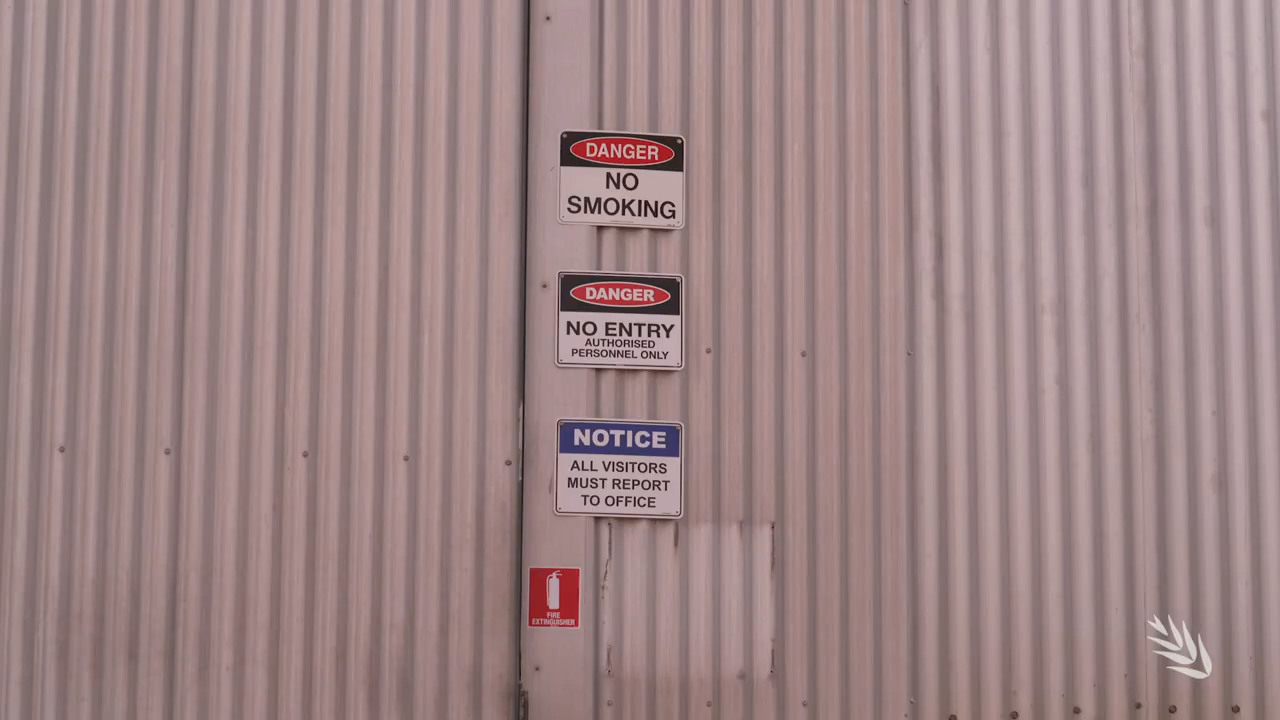 DANGER
NO
SMOKING
DANGER
NO ENTRY
AUTHORISED
PERSONNEL ONLY
NOTICE
ALL VISITORS
MUST REPORT
TO OFFICE
FIRE
EXTINGUISHER